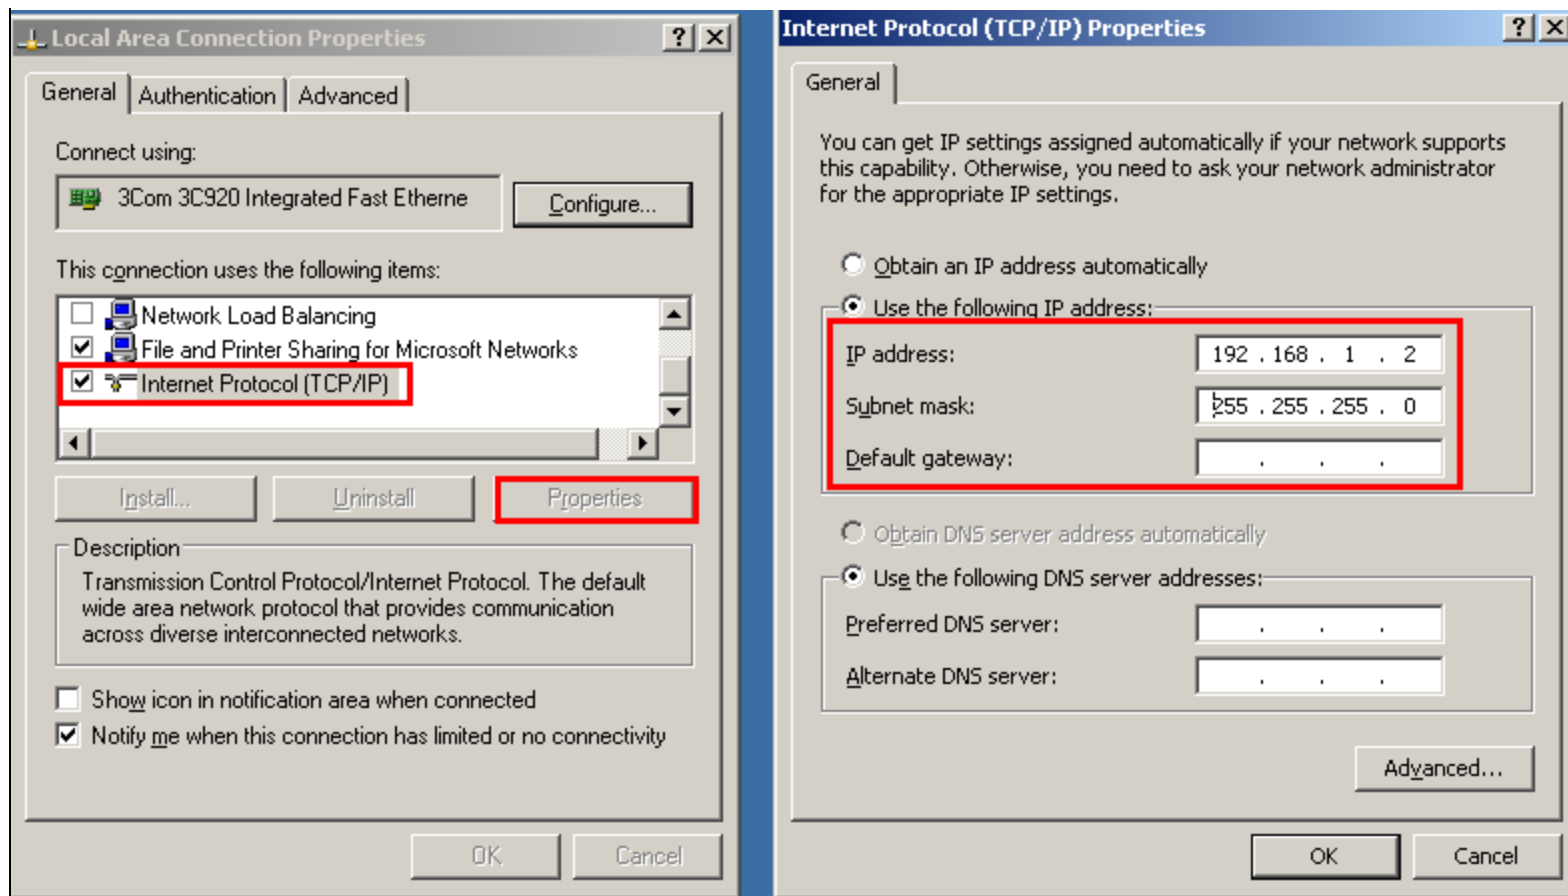 Local Area Connection Properties
General
Authentication
Advanced
Connect using:
3Com 3C920 Integrated Fast Etherne
Configure...
This connection uses the following items:
Network Load Balancing
File and Printer Sharing for Microsoft Networks
Internet Protocol (TCP/IP)
Install...
Uninstall
Properties
Description
Transmission Control Protocol/Internet Protocol. The default
wide area network protocol that provides communication
across diverse interconnected networks.
Show icon in notification area when connected
Notify me when this connection has limited or no connectivity
OK
Cancel
Internet Protocol (TCP/IP) Properties
General
You can get IP settings assigned automatically if your network supports
this capability. Otherwise, you need to ask your network administrator
for the appropriate IP settings.
Obtain an IP address automatically
Use the following IP address:
IP address:
192 . 168 . 1 . 2
Subnet mask:
255 . 255 . 255 . 0
Default gateway:
. . .
Obtain DNS server address automatically
Use the following DNS server addresses:
Preferred DNS server:
. . .
Alternate DNS server:
. . .
Advanced...
OK
Cancel